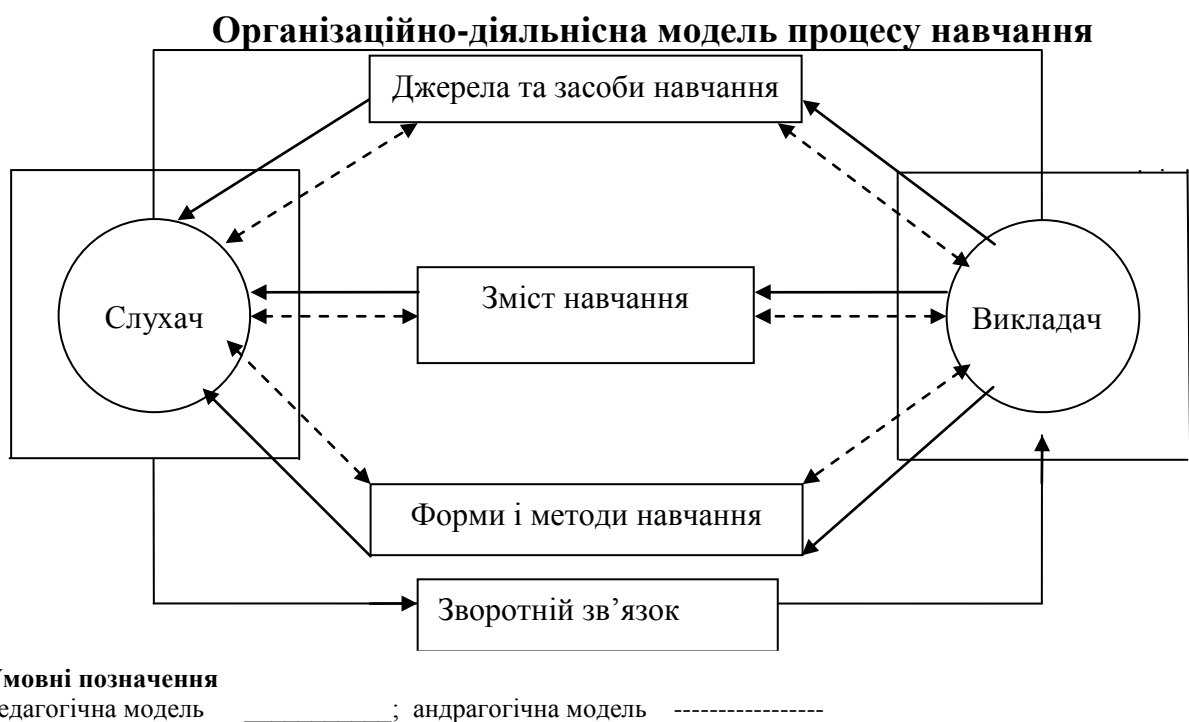 Організаційно-діяльнісна модель процесу навчання
Джерела та засоби навчання
Зміст навчання
Слухач
Викладач
Форми і методи навчання
Зворотній зв’язок
Умовні позначення
едагогічна модель ___________; андрагогічна модель -----------------